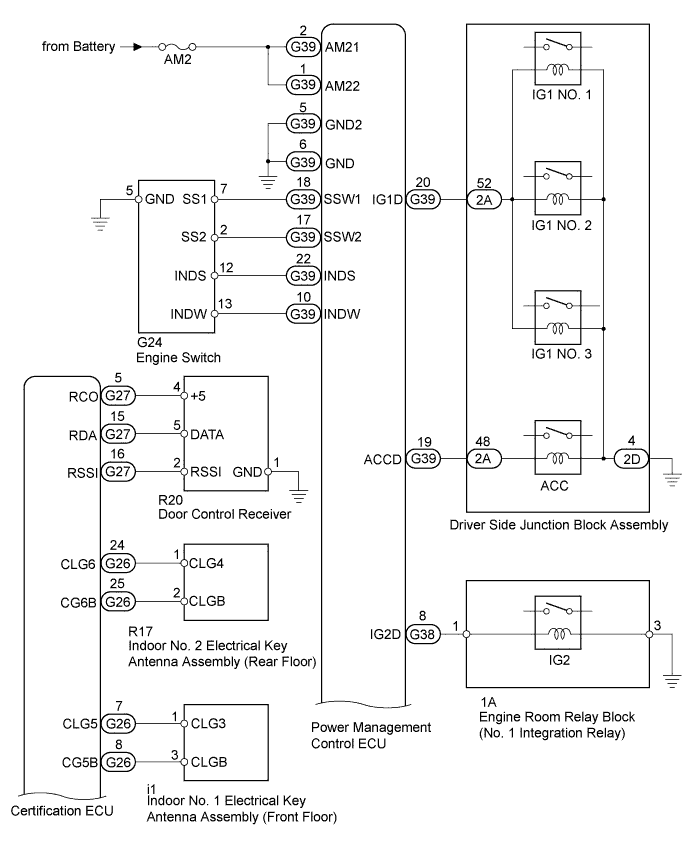 from Battery
AM2
2
G39 AM21
1
G39 AM22
5
G39 GND2
6
G39 GND
5 GND SS1 7
18
G39 SSW1
SS2 2
17
G39 SSW2
INDS 12
22
G39 INDS
INDW 13
10
G39 INDW
G24
Engine Switch
IG1D
20
G39
52
2A
IG1 NO. 1
IG1 NO. 2
IG1 NO. 3
ACCD
19
G39
48
2A
ACC
4
2D
Driver Side Junction Block Assembly
RCO
5
G27
4 +5
RDA
15
G27
5 DATA
RSSI
16
G27
2 RSSI GND 1
R20
Door Control Receiver
CLG6
24
G26
1 CLG4
CG6B
25
G26
2 CLGB
R17
Indoor No. 2 Electrical Key
Antenna Assembly (Rear Floor)
IG2D
8
G38
1
IG2
3
1A
Engine Room Relay Block
(No. 1 Integration Relay)
Power Management
Control ECU
CLG5
7
G26
1 CLG3
CG5B
8
G26
3 CLGB
i1
Indoor No. 1 Electrical Key
Antenna Assembly (Front Floor)
Certification ECU